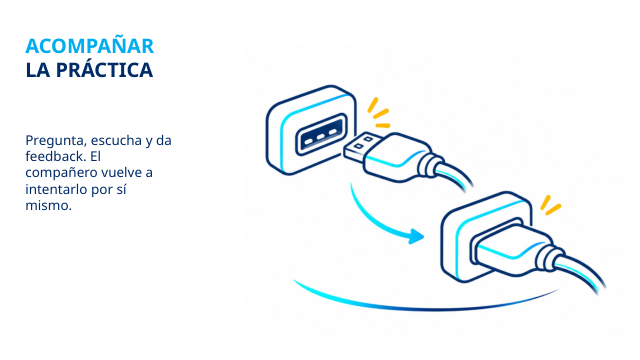 ACOMPAÑAR
LA PRÁCTICA
Pregunta, escucha y da
feedback. El
compañero vuelve a
intentarlo por sí
mismo.